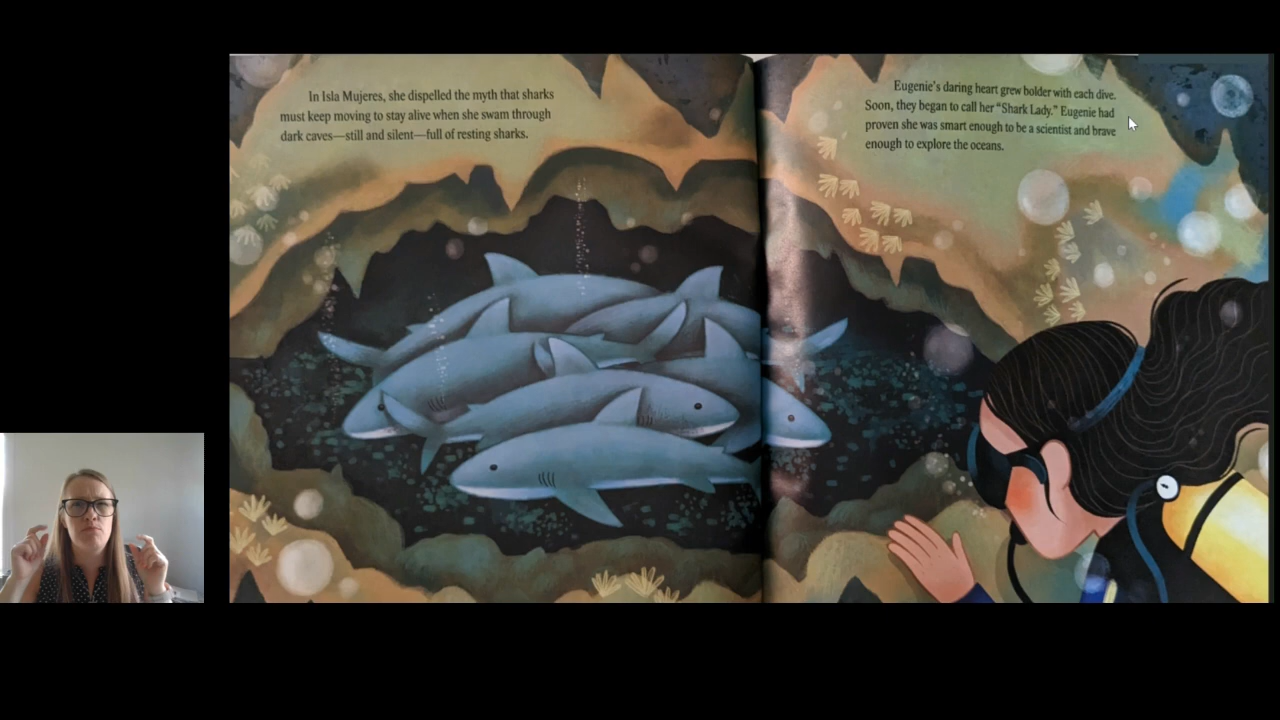 In Isla Mujeres, she dispelled the myth that sharks
must keep moving to stay alive when she swam through
dark caves—still and silent—full of resting sharks.
Eugenie's daring heart grew bolder with each dive.
Soon, they began to call her “Shark Lady.” Eugenie had
proven she was smart enough to be a scientist and brave
enough to explore the oceans.